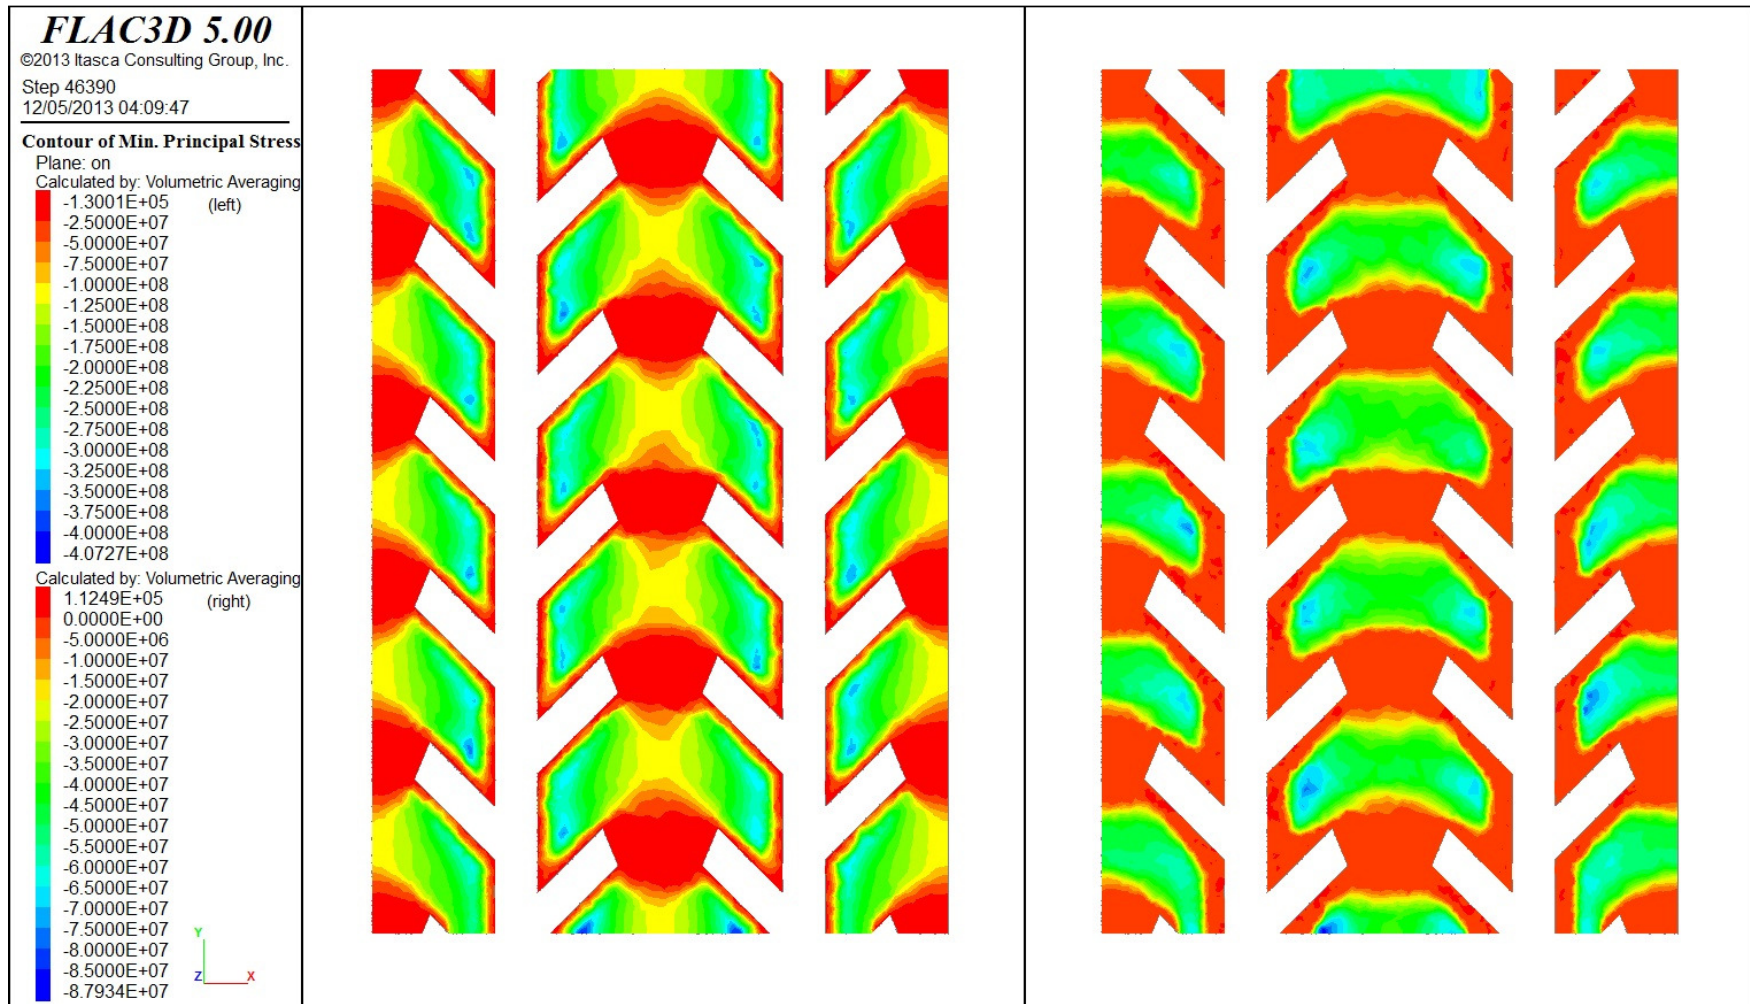 FLAC3D 5.00
©2013 Itasca Consulting Group, Inc.
Step 46390
12/05/2013 04:09:47
Contour of Min. Principal Stress
Plane: on
Calculated by: Volumetric Averaging
(left)
-1.3001E+05
-2.5000E+07
-5.0000E+07
-7.5000E+07
-1.0000E+08
-1.2500E+08
-1.5000E+08
-1.7500E+08
-2.0000E+08
-2.2500E+08
-2.5000E+08
-2.7500E+08
-3.0000E+08
-3.2500E+08
-3.5000E+08
-3.7500E+08
-4.0000E+08
-4.0727E+08
Calculated by: Volumetric Averaging
(right)
1.1249E+05
0.0000E+00
-5.0000E+06
-1.0000E+07
-1.5000E+07
-2.0000E+07
-2.5000E+07
-3.0000E+07
-3.5000E+07
-4.0000E+07
-4.5000E+07
-5.0000E+07
-5.5000E+07
-6.0000E+07
-6.5000E+07
-7.0000E+07
-7.5000E+07
-8.0000E+07
-8.5000E+07
-8.7934E+07
Y
Z X